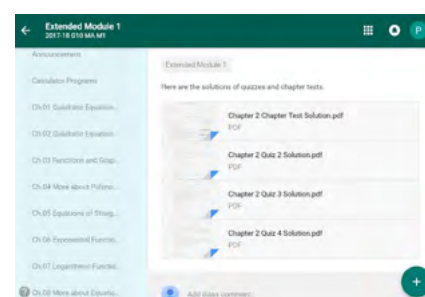 Extended Module 1
2017-18 G10 MA M1
P
Announcement
Calculator Programs
Ch 01 Quadratic Equation...
Ch 02 Quadratic Equation...
Ch 03 Functions and Grap...
Ch 04 More about Polyno...
Ch 05 Equations of Straig...
Ch 06 Exponential Functio...
Ch 07 Logarithmic Functio...
Ch 08 More about Equatio...
Extended Module 1
Here are the solutions of quizzes and chapter tests.
Chapter 2 Chapter Test Solution.pdf
PDF
Chapter 2 Quiz 2 Solution.pdf
PDF
Chapter 2 Quiz 3 Solution.pdf
PDF
Chapter 2 Quiz 4 Solution.pdf
PDF
Add class comment...